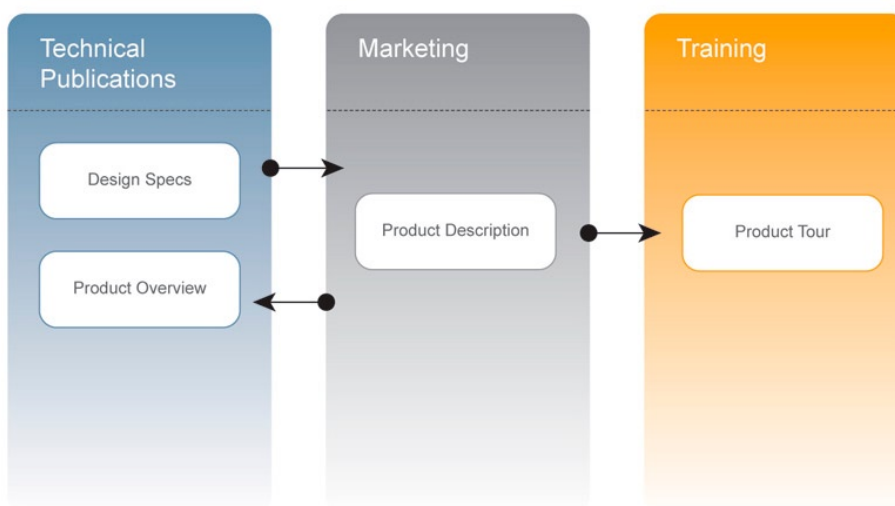 Technical
Publications
Marketing
Training
Design Specs
Product Overview
Product Description
Product Tour